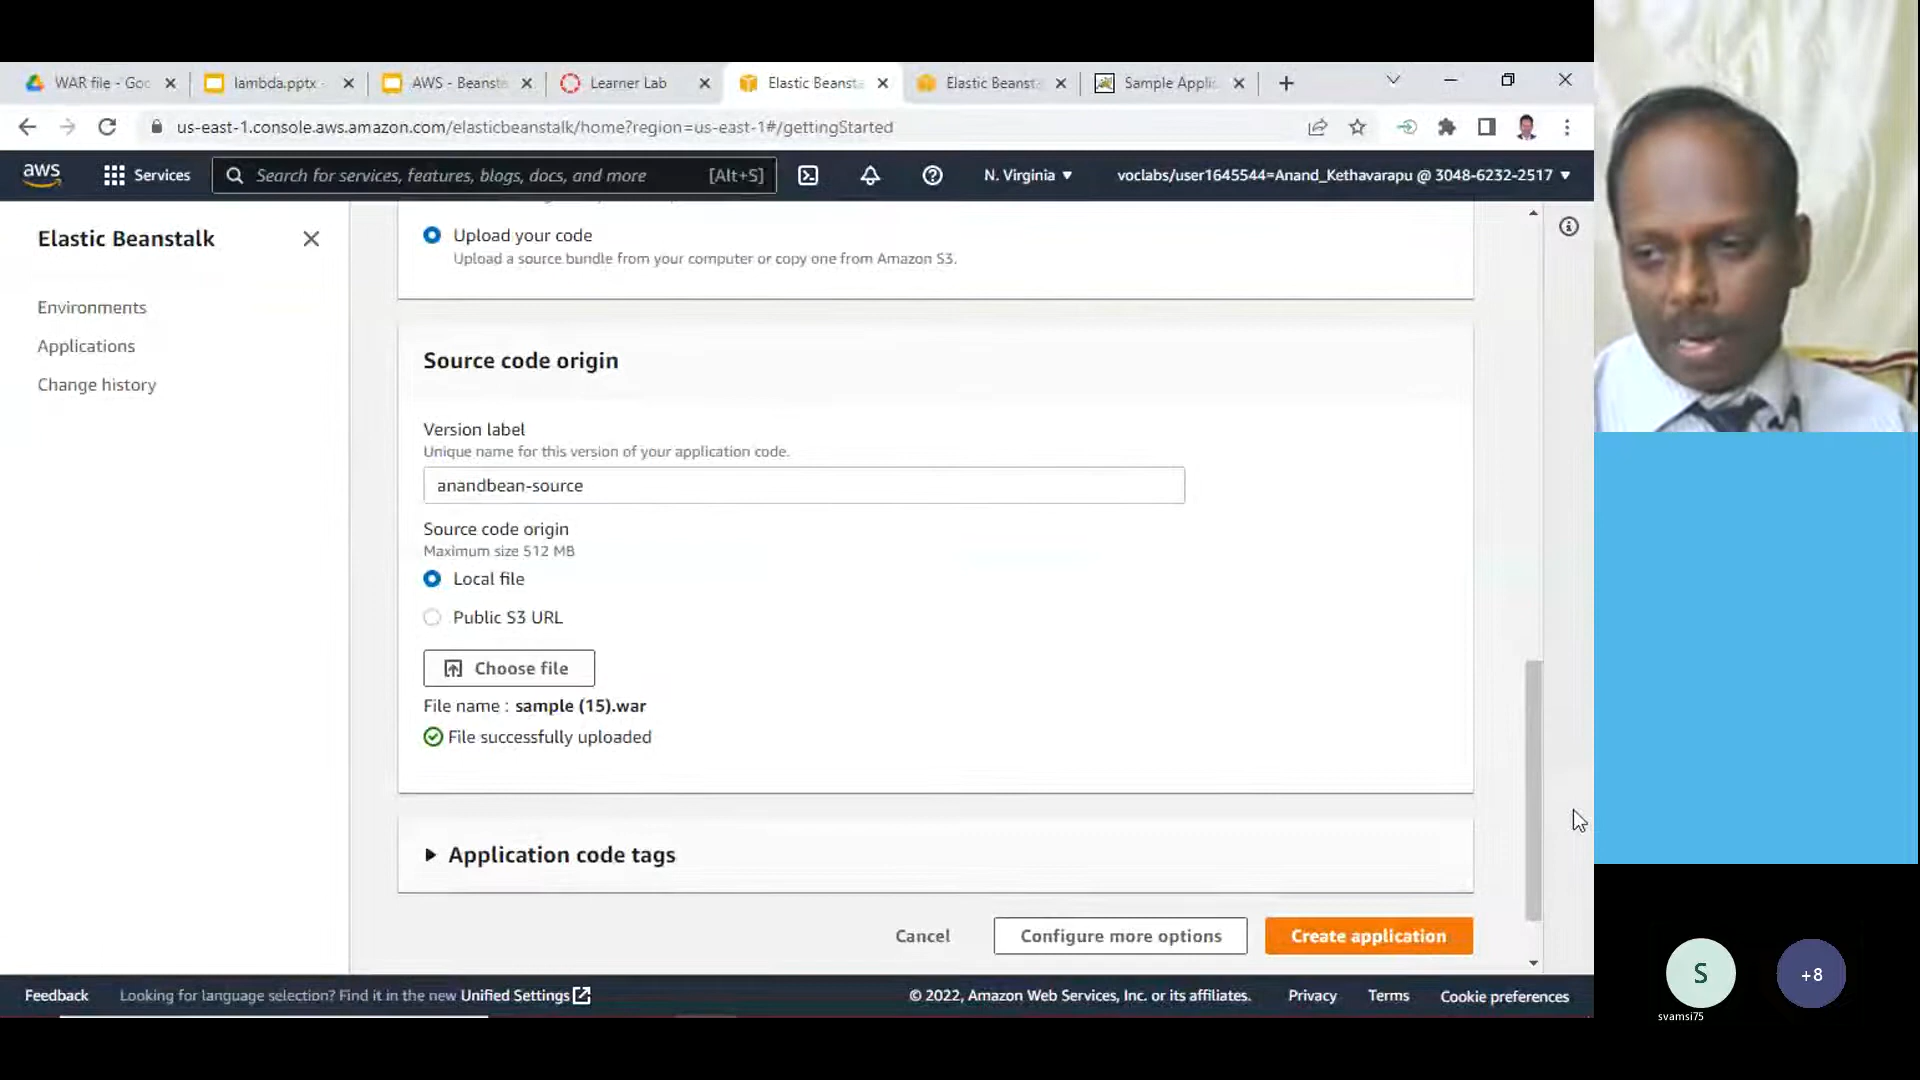 WAR file - Goo
lambda.pptx -
AWS - Beansta
Learner Lab
Elastic Beansta
Elastic Beansta
Sample Applic
us-east-1.console.aws.amazon.com/elasticbeanstalk/home?region=us-east-1#/gettingStarted
aws
Services
Search for services, features, blogs, docs, and more
[Alt+S]
N. Virginia
voclabs/user1645544=Anand_Kethavarapu @ 3048-6232-2517
Elastic Beanstalk
Environments
Applications
Change history
Upload your code
Upload a source bundle from your computer or copy one from Amazon S3.
Source code origin
Version label
Unique name for this version of your application code.
anandbean-source
Source code origin
Maximum size 512 MB
Local file
Public S3 URL
Choose file
File name : sample (15).war
File successfully uploaded
Application code tags
Cancel
Configure more options
Create application
Feedback
Looking for language selection? Find it in the new Unified Settings
© 2022, Amazon Web Services, Inc. or its affiliates.
Privacy
Terms
Cookie preferences
S
+8
svamsi75